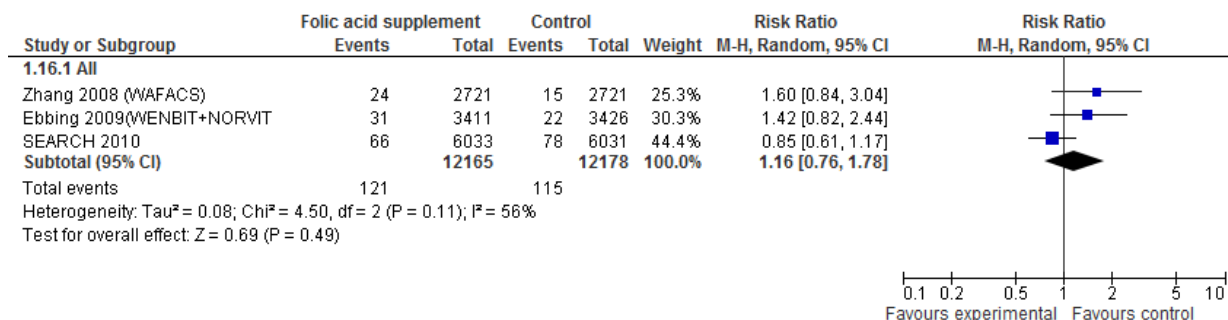 Folic acid supplement Control Risk Ratio Risk Ratio
Study or Subgroup Events Total Events Total Weight M-H, Random, 95% CI M-H, Random, 95% CI
1.16.1 All
Zhang 2008 (WAFACS) 24 2721 15 2721 25.3% 1.60 [0.84, 3.04]
Ebbing 2009(WENBIT+NORVIT 31 3411 22 3426 30.3% 1.42 [0.82, 2.44]
SEARCH 2010 66 6033 78 6031 44.4% 0.85 [0.61, 1.17]
Subtotal (95% CI) 12165 12178 100.0% 1.16 [0.76, 1.78]
Total events 121 115
Heterogeneity: Tau² = 0.08; Chi² = 4.50, df = 2 (P = 0.11); I² = 56%
Test for overall effect: Z = 0.69 (P = 0.49)
0.1 0.2 0.5 1 2 5 10
Favours experimental Favours control